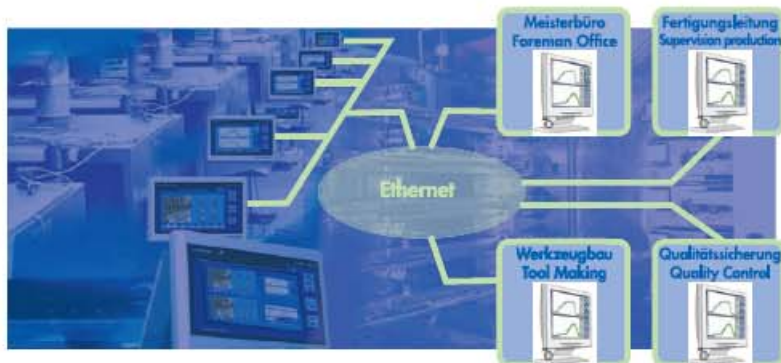 Meisterbüro
Foreman Office
Fertigungsleitung
Supervision production
Ethernet
Werkzeugbau
Tool Making
Qualitätssicherung
Quality Control